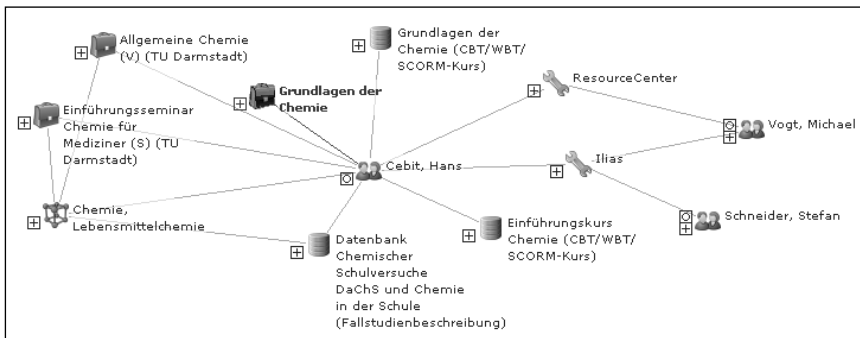 Allgemeine Chemie
(V) (TU Darmstadt)
Grundlagen der
Chemie (CBT/WBT/
SCORM-Kurs)
ResourceCenter
Grundlagen der
Chemie
Einführungsseminar
Chemie für
Mediziner (S) (TU
Darmstadt)
Vogt, Michael
Cebit, Hans
Ilias
Chemie,
Lebensmittelchemie
Schneider, Stefan
Einführungskurs
Chemie (CBT/WBT/
SCORM-Kurs)
Datenbank
Chemischer
Schulversuche
DaChS und Chemie
in der Schule
(Fallstudienbeschreibung)